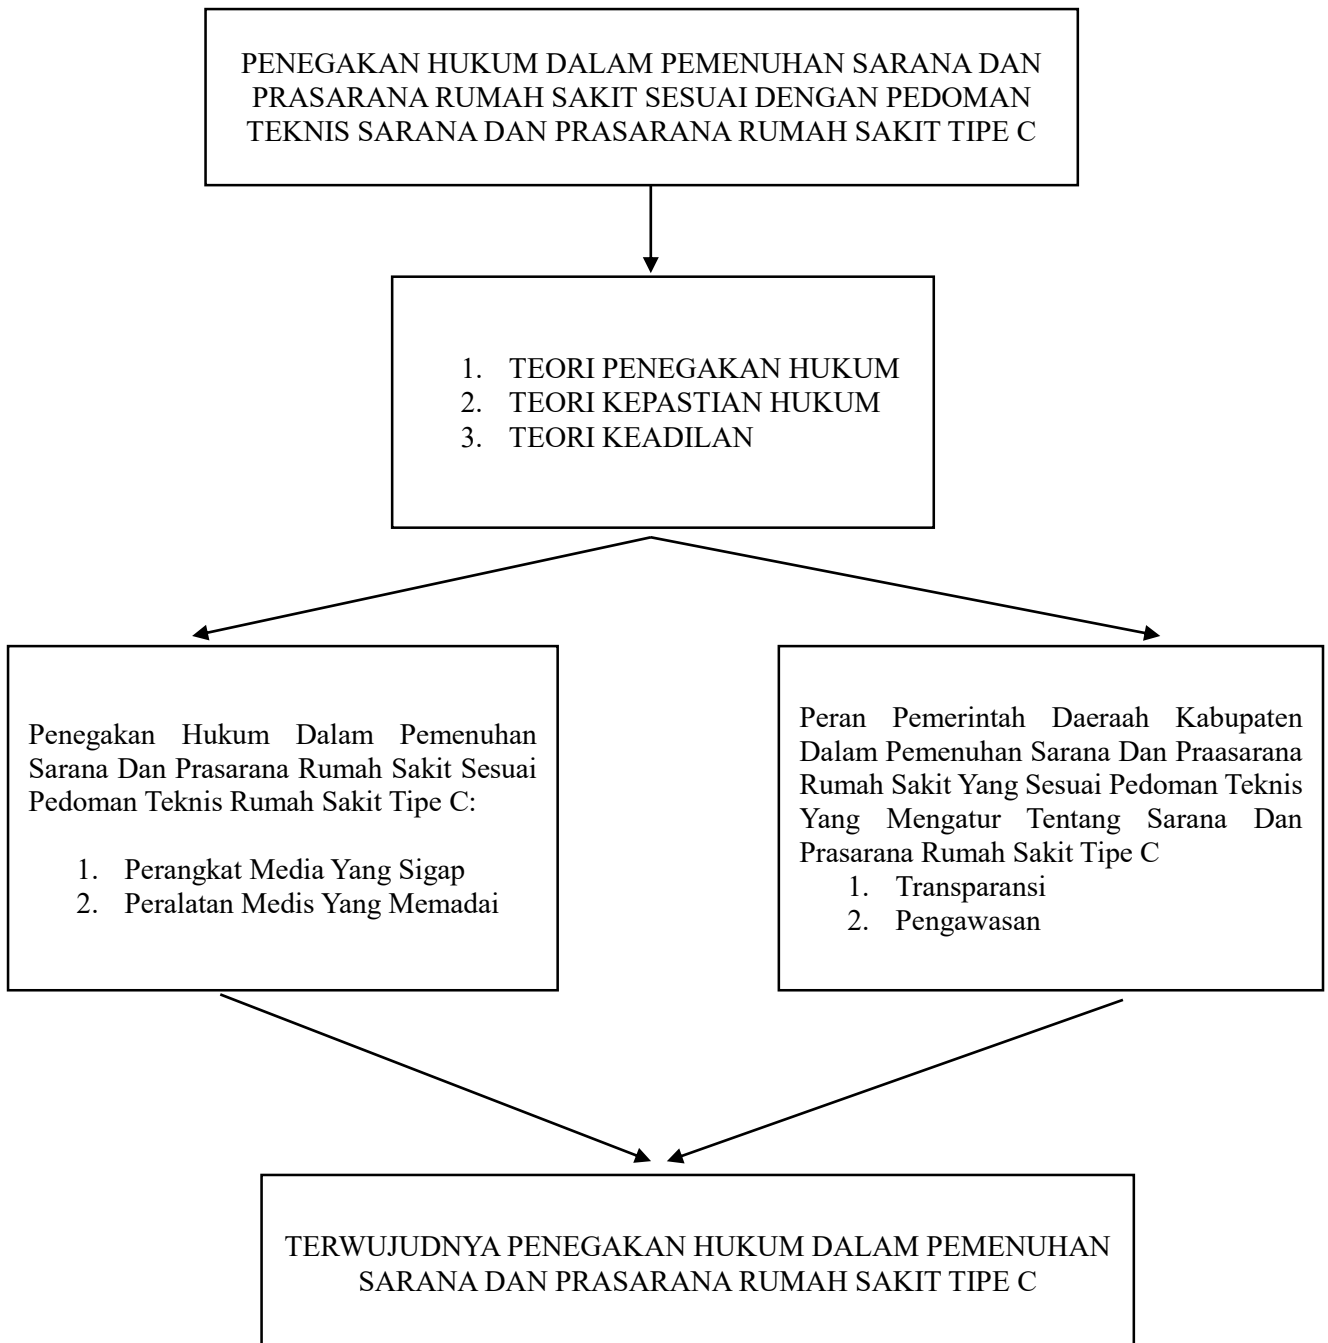 PENEGAKAN HUKUM DALAM PEMENUHAN SARANA DAN
PRASARANA RUMAH SAKIT SESUAI DENGAN PEDOMAN
TEKNIS SARANA DAN PRASARANA RUMAH SAKIT TIPE C
1. TEORI PENEGAKAN HUKUM
2. TEORI KEPASTIAN HUKUM
3. TEORI KEADILAN
Penegakan Hukum Dalam Pemenuhan
Sarana Dan Prasarana Rumah Sakit Sesuai
Pedoman Teknis Rumah Sakit Tipe C:
1. Perangkat Media Yang Sigap
2. Peralatan Medis Yang Memadai
Peran Pemerintah Daeraah Kabupaten
Dalam Pemenuhan Sarana Dan Praasarana
Rumah Sakit Yang Sesuai Pedoman Teknis
Yang Mengatur Tentang Sarana Dan
Prasarana Rumah Sakit Tipe C
1. Transparansi
2. Pengawasan
TERWUJUDNYA PENEGAKAN HUKUM DALAM PEMENUHAN
SARANA DAN PRASARANA RUMAH SAKIT TIPE C